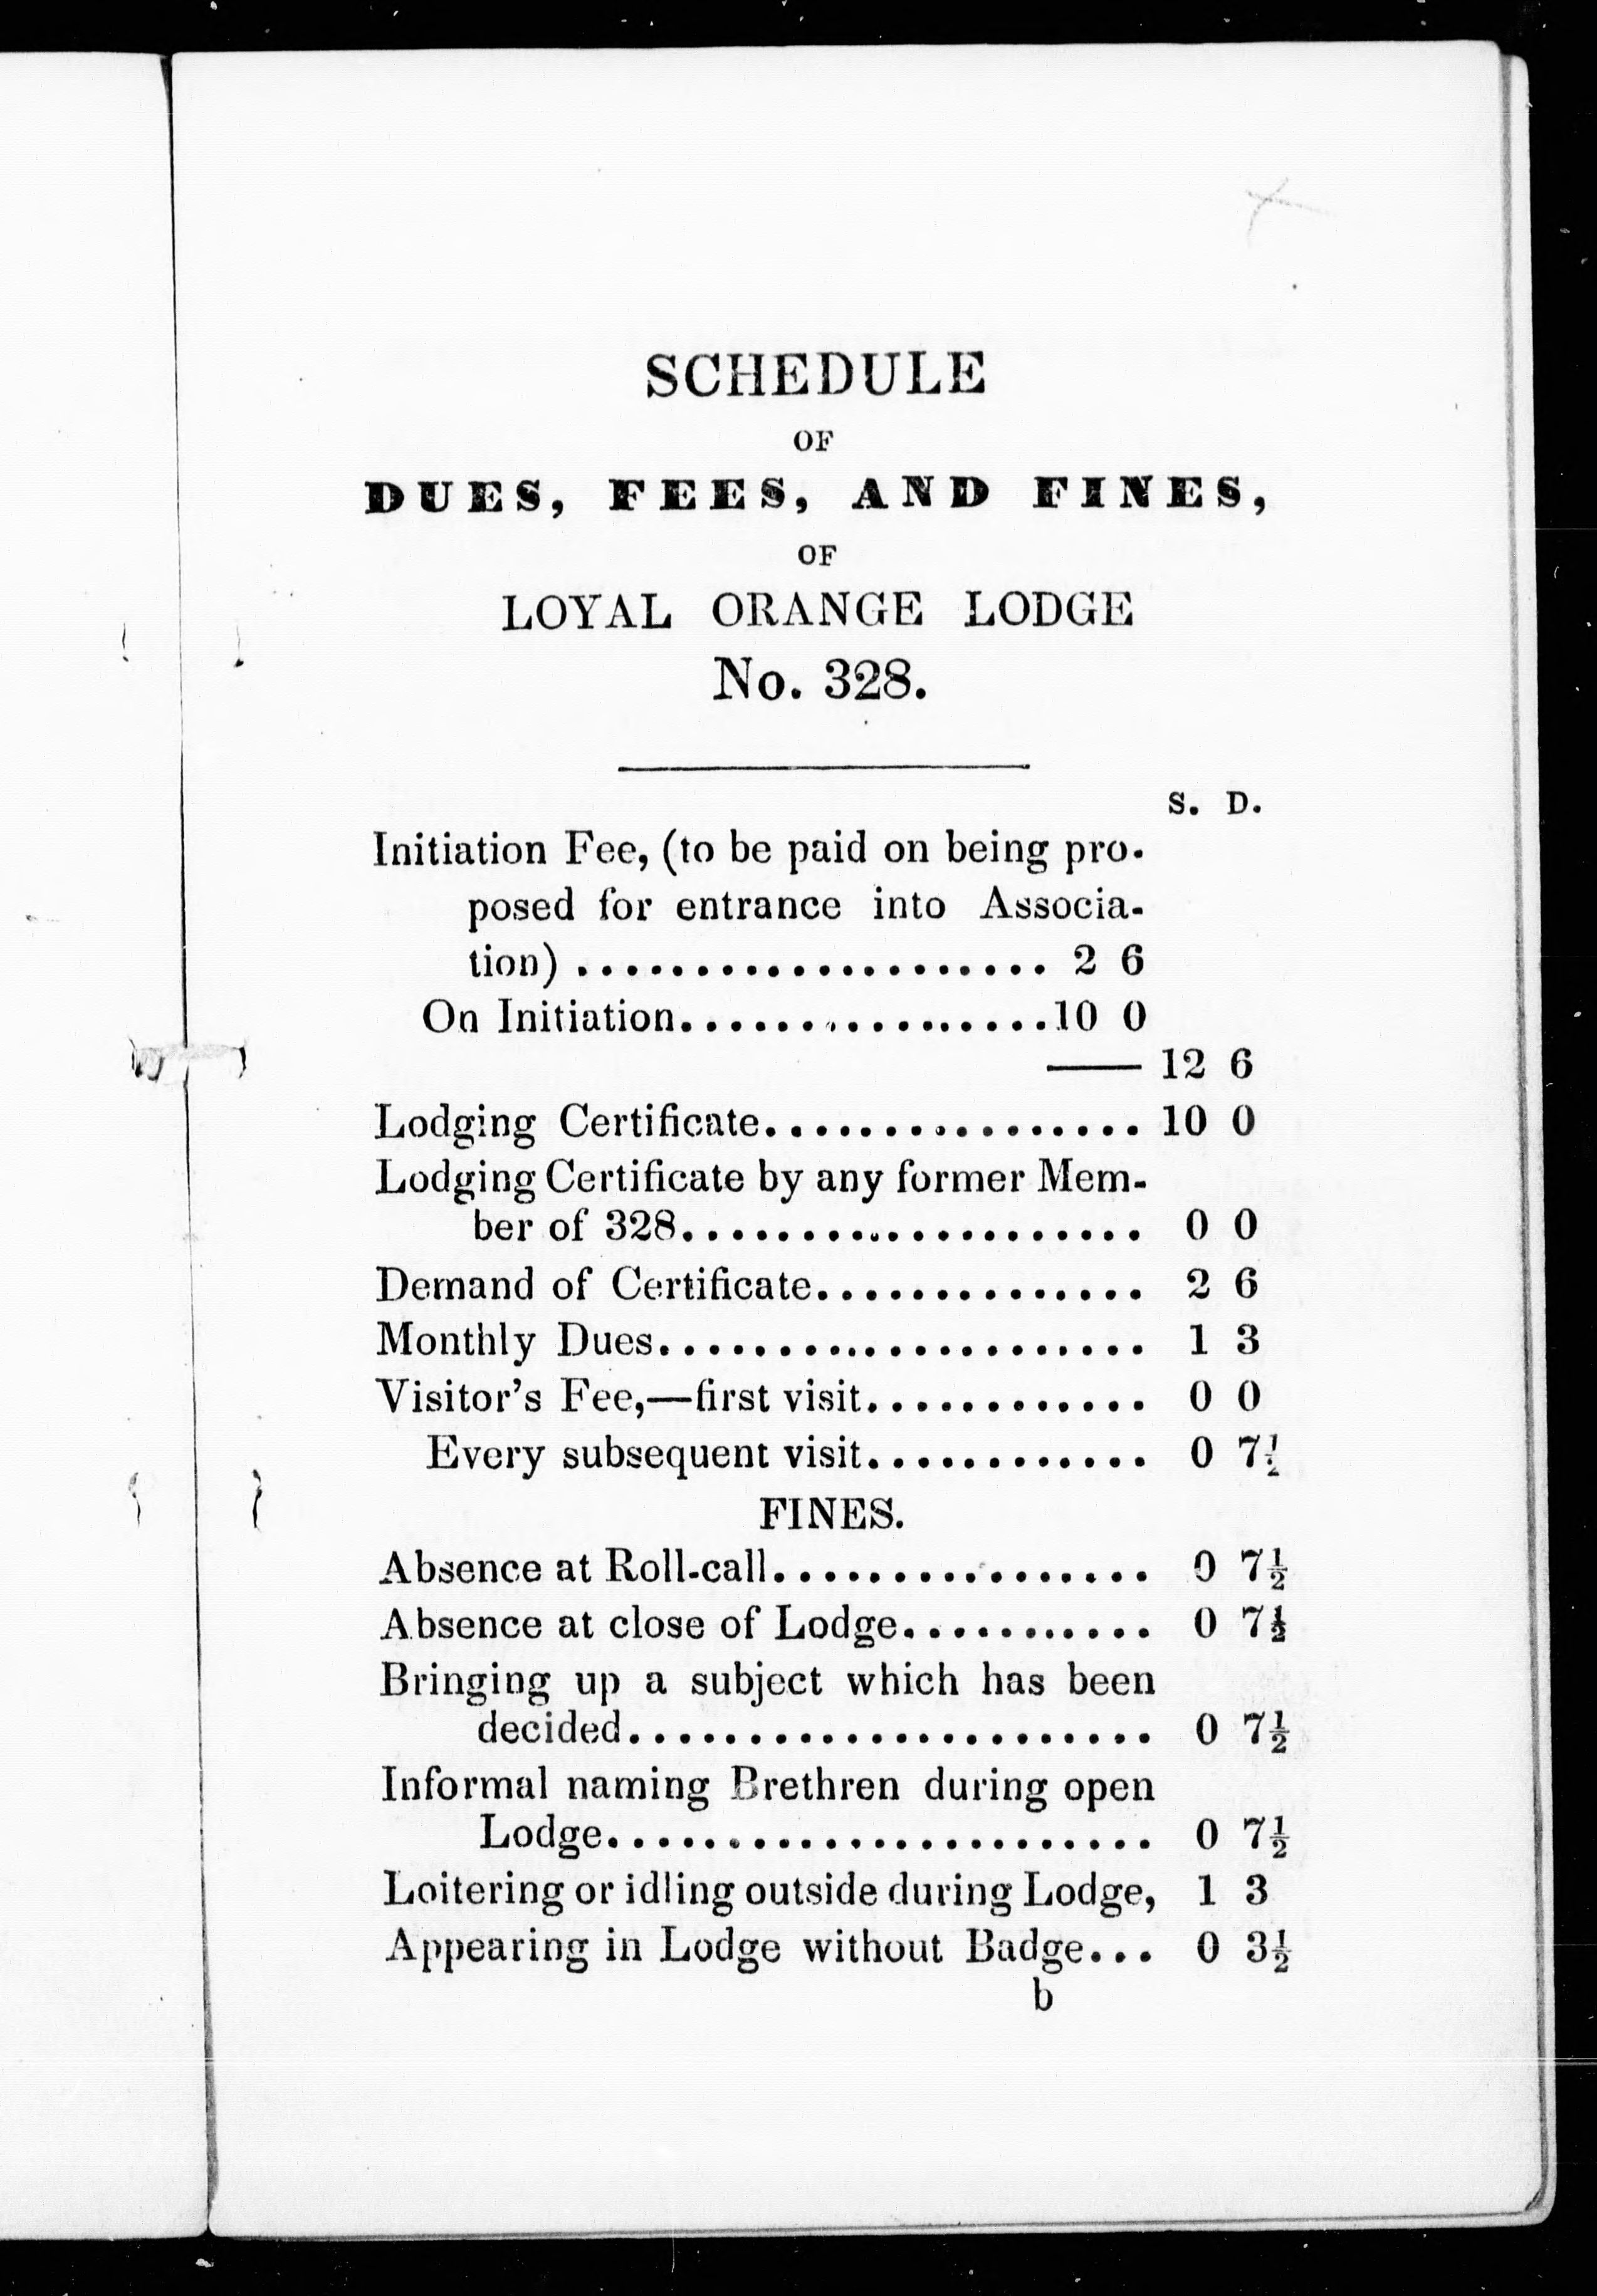 SCHEDULE
OF
DUES, FEES, AND FINES,
OF
LOYAL ORANGE LODGE
No. 328.
S. D.
Initiation Fee, (to be paid on being pro-
posed for entrance into Associa-
tion) .................... 2 6
On Initiation................10 0
—— 12 6
Lodging Certificate................ 10 0
Lodging Certificate by any former Mem-
ber of 328.................... 0 0
Demand of Certificate.............. 2 6
Monthly Dues..................... 1 3
Visitor's Fee,—first visit............ 0 0
Every subsequent visit............ 0 7½
FINES.
Absence at Roll-call................ 0 7½
Absence at close of Lodge........... 0 7½
Bringing up a subject which has been
decided...................... 0 7½
Informal naming Brethren during open
Lodge....................... 0 7½
Loitering or idling outside during Lodge, 1 3
Appearing in Lodge without Badge... 0 3½
b